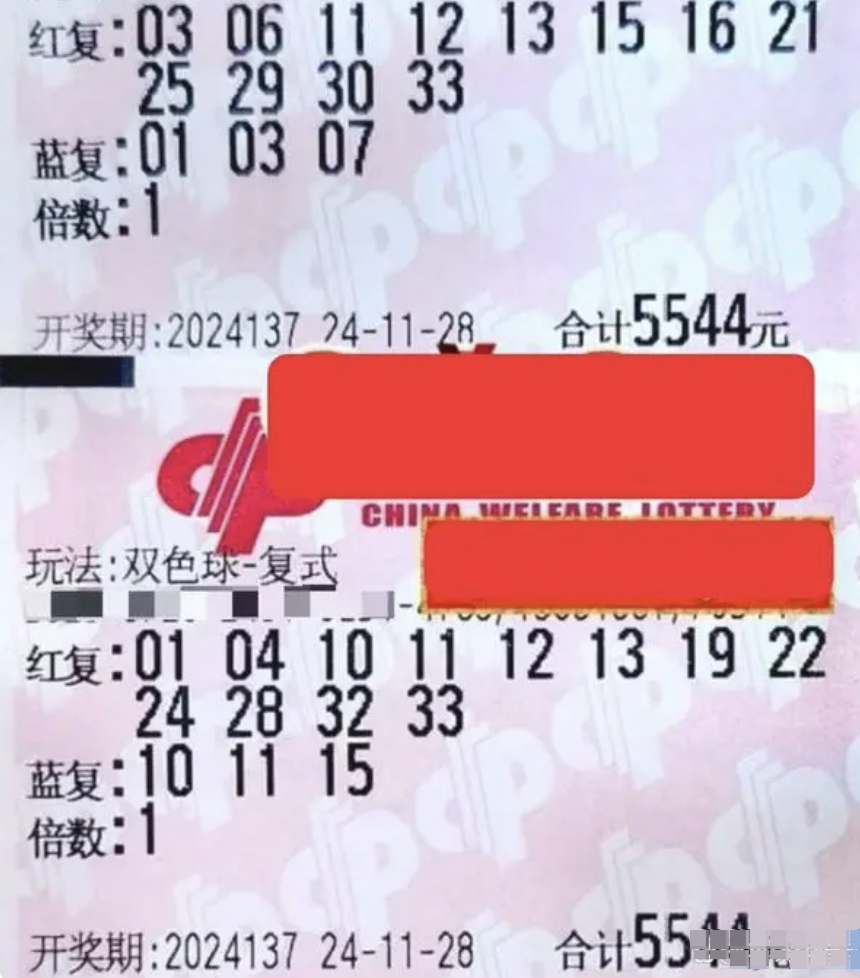 红复:03 06 11 12 13 15 16 21
25 29 30 33
蓝复:01 03 07
倍数:1
开奖期:2024137 24-11-28 合计5544元
CHINA WELFARE LOTTERY
玩法:双色球-复式
红复:01 04 10 11 12 13 19 22
24 28 32 33
蓝复:10 11 15
倍数:1
开奖期:2024137 24-11-28 合计5544元